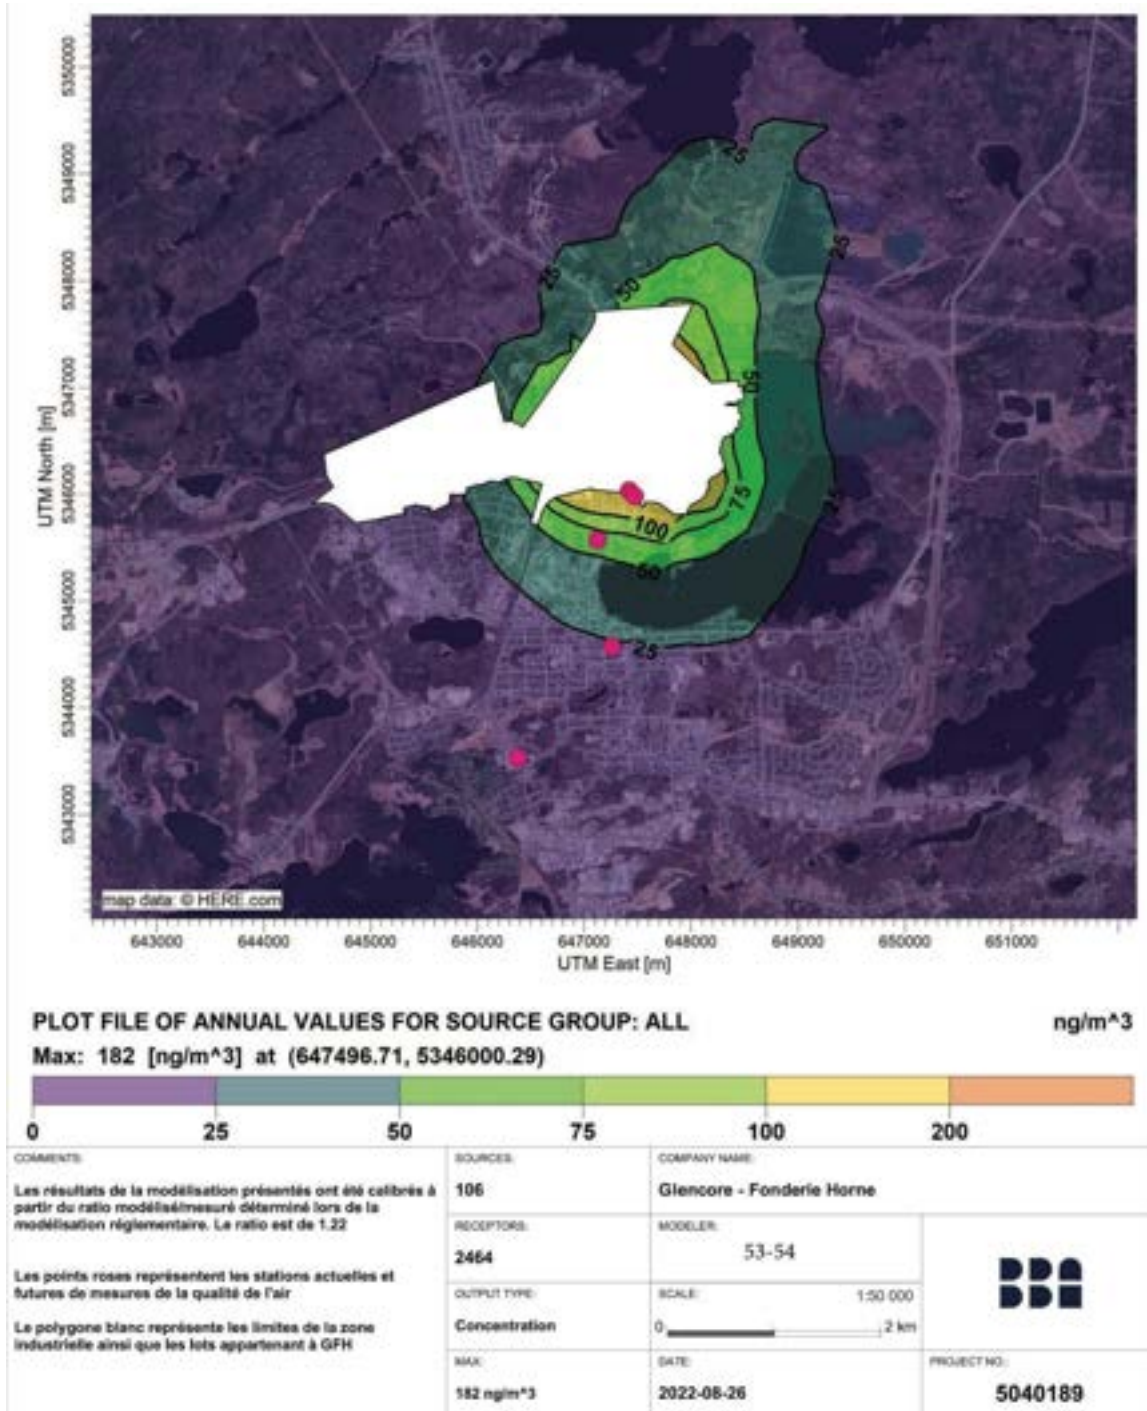 5350000
5349000
5348000
5347000
5346000
5345000
5344000
5343000
UTM North [m]
25
25
25
50
50
75
100
50
25
25
map data: © HERE.com
643000 644000 645000 646000 647000 648000 649000 650000 651000
UTM East [m]
PLOT FILE OF ANNUAL VALUES FOR SOURCE GROUP: ALL ng/m^3
Max: 182 [ng/m^3] at (647496.71, 5346000.29)
0 25 50 75 100 200
COMMENTS:
Les résultats de la modélisation présentés ont été calibrés à
partir du ratio modélisé/mesuré déterminé lors de la
modélisation réglementaire. Le ratio est de 1.22
Les points roses représentent les stations actuelles et
futures de mesures de la qualité de l'air
Le polygone blanc représente les limites de la zone
industrielle ainsi que les lots appartenant à GFH
SOURCES:
106
COMPANY NAME:
Glencore - Fonderie Horne
RECEPTORS:
2464
MODELER:
53-54
OUTPUT TYPE:
Concentration
SCALE: 1:50 000
0 2 km
MAX:
182 ng/m^3
DATE:
2022-08-26
BBA
PROJECT NO.:
5040189